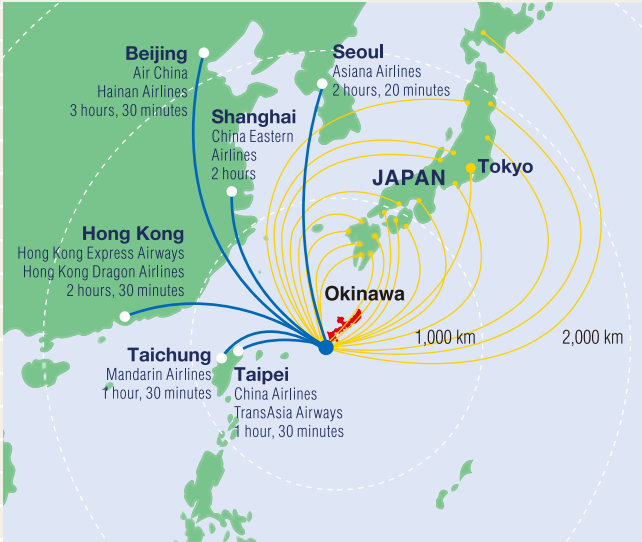 Beijing
Air China
Hainan Airlines
3 hours, 30 minutes
Seoul
Asiana Airlines
2 hours, 20 minutes
Shanghai
China Eastern
Airlines
2 hours
Tokyo
JAPAN
Hong Kong
Hong Kong Express Airways
Hong Kong Dragon Airlines
2 hours, 30 minutes
Okinawa
1,000 km
2,000 km
Taichung
Mandarin Airlines
1 hour, 30 minutes
Taipei
China Airlines
TransAsia Airways
1 hour, 30 minutes